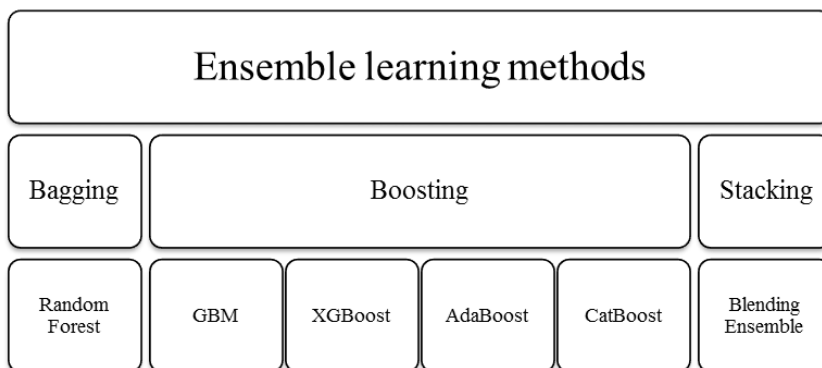 Ensemble learning methods
Bagging
Boosting
Stacking
Random
Forest
GBM
XGBoost
AdaBoost
CatBoost
Blending
Ensemble